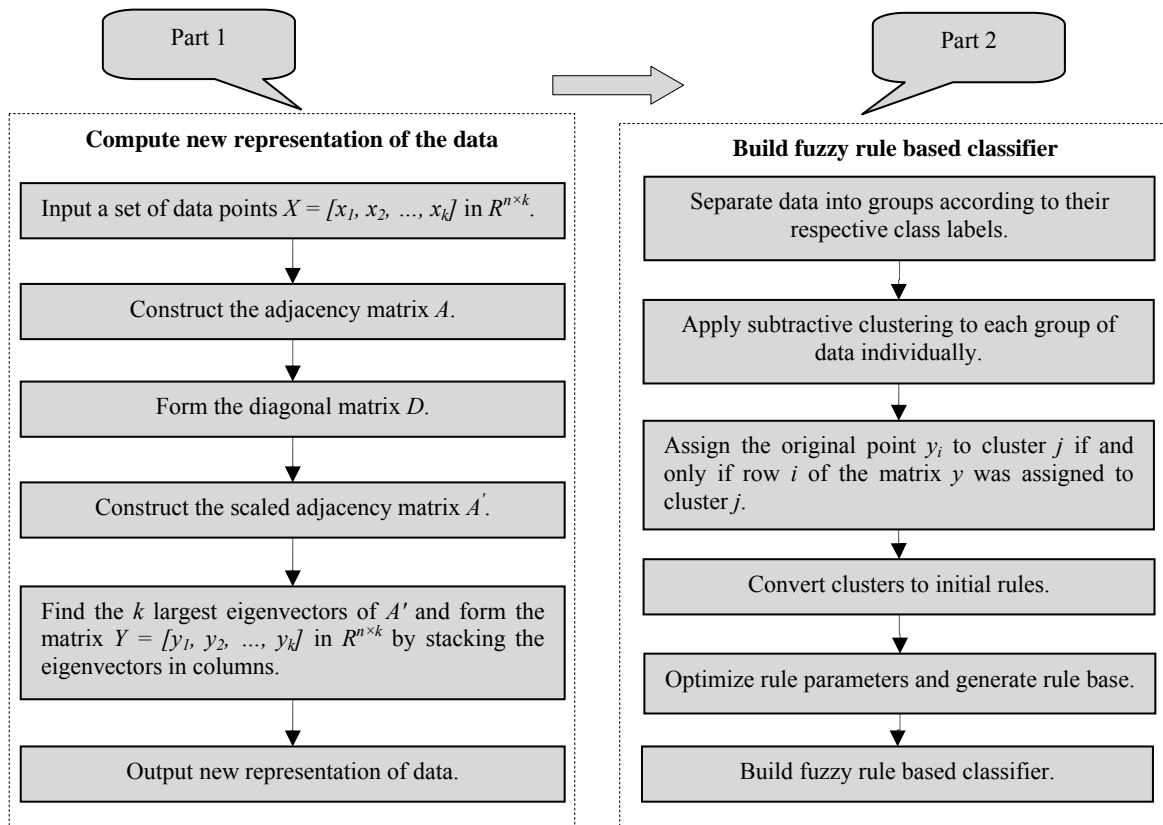 Part 1
Compute new representation of the data
Input a set of data points X = [x1, x2, ..., xk] in R^n×k.
Construct the adjacency matrix A.
Form the diagonal matrix D.
Construct the scaled adjacency matrix A'.
Find the k largest eigenvectors of A' and form the
matrix Y = [y1, y2, ..., yk] in R^n×k by stacking the
eigenvectors in columns.
Output new representation of data.
Part 2
Build fuzzy rule based classifier
Separate data into groups according to their
respective class labels.
Apply subtractive clustering to each group of
data individually.
Assign the original point yi to cluster j if and
only if row i of the matrix y was assigned to
cluster j.
Convert clusters to initial rules.
Optimize rule parameters and generate rule base.
Build fuzzy rule based classifier.